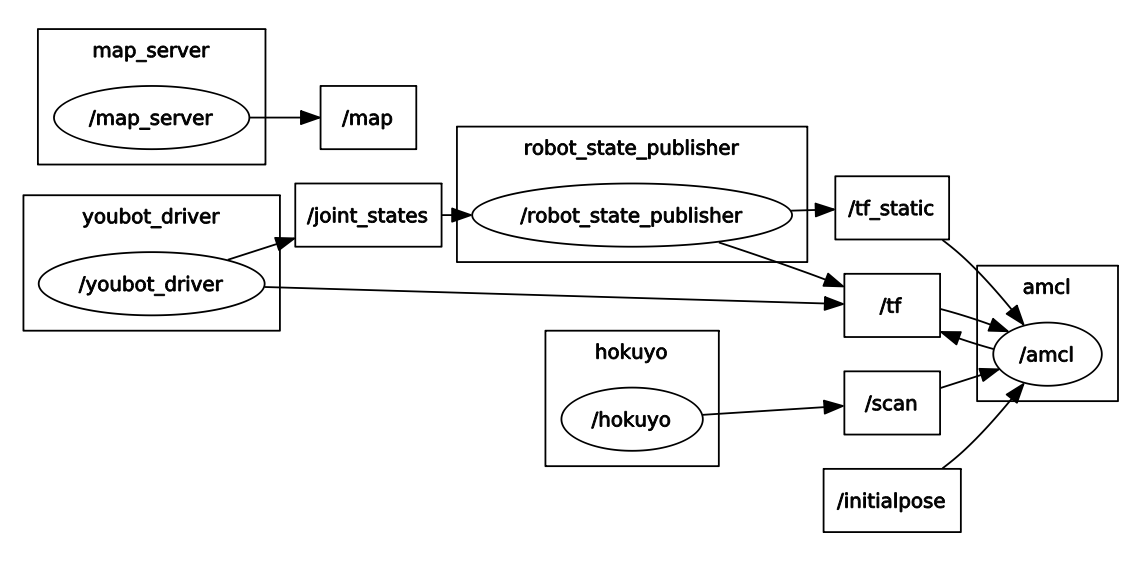 map_server
/map_server
/map
robot_state_publisher
/robot_state_publisher
/tf_static
youbot_driver
/joint_states
/youbot_driver
amcl
/tf
/amcl
hokuyo
/hokuyo
/scan
/initialpose